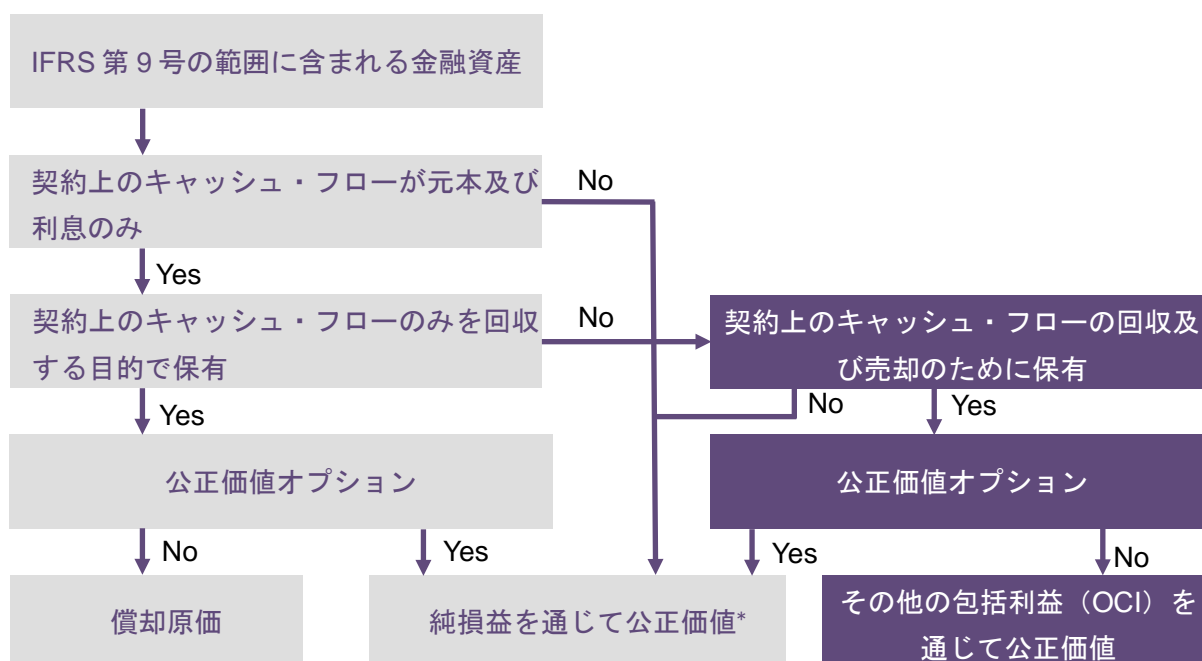 IFRS 第 9 号の範囲に含まれる金融資産
契約上のキャッシュ・フローが元本及び
利息のみ
No
Yes
契約上のキャッシュ・フローのみを回収
する目的で保有
No
契約上のキャッシュ・フローの回収及
び売却のために保有
Yes
No
Yes
公正価値オプション
公正価値オプション
No
Yes
Yes
No
償却原価
純損益を通じて公正価値*
その他の包括利益（OCI）を
通じて公正価値